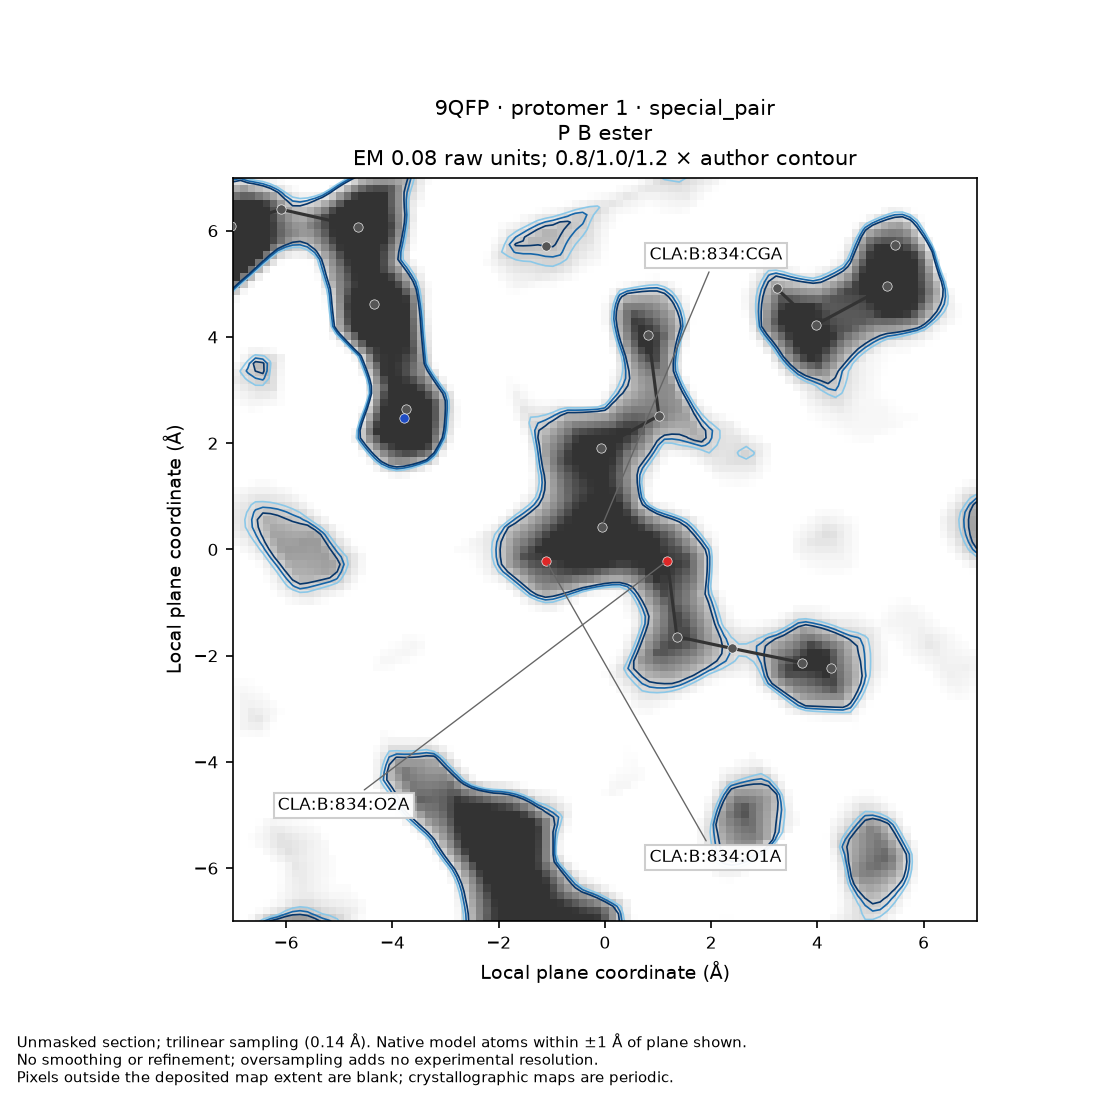 9QFP · protomer 1 · special_pair
P B ester
EM 0.08 raw units; 0.8/1.0/1.2 × author contour
CLA:B:834:CGA
CLA:B:834:O2A
CLA:B:834:O1A
6
4
2
0
−2
−4
−6
Local plane coordinate (Å)
−6 −4 −2 0 2 4 6
Local plane coordinate (Å)
Unmasked section; trilinear sampling (0.14 Å). Native model atoms within ±1 Å of plane shown.
No smoothing or refinement; oversampling adds no experimental resolution.
Pixels outside the deposited map extent are blank; crystallographic maps are periodic.